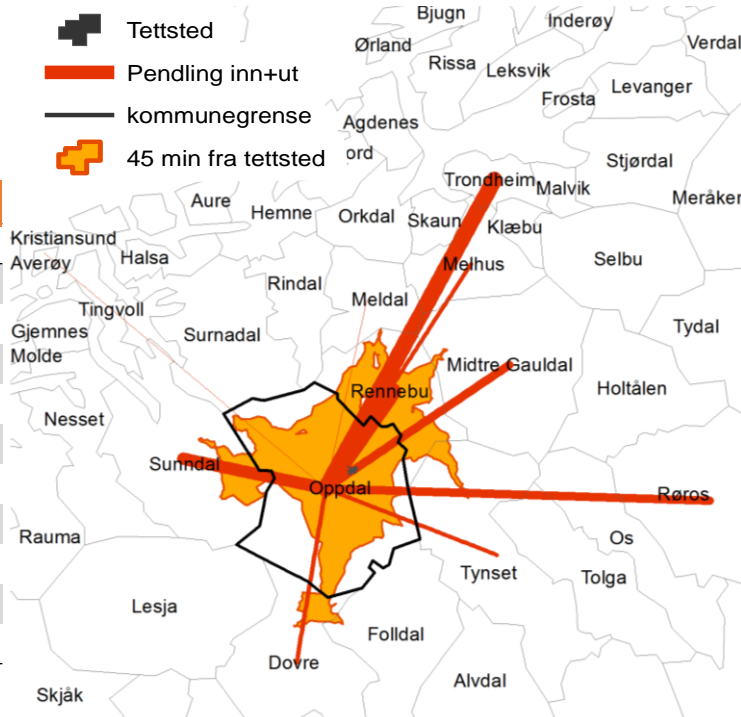 Tettsted
Pendling inn+ut
kommunegrense
45 min fra tettsted
Bjugn
Inderøy
Verdal
Ørland
Rissa
Leksvik
Levanger
Frosta
Agdenes
ord
Stjørdal
Trondheim
Malvik
Meråker
Aure
Hemne
Orkdal
Skaun
Klæbu
Kristiansund
Averøy
Halsa
Melhus
Selbu
Rindal
Meldal
Tingvoll
Gjemnes
Surnadal
Tydal
Molde
Midtre Gauldal
Rennebu
Holtålen
Nesset
Sunndal
Oppdal
Røros
Rauma
Os
Tynset
Tolga
Lesja
Folldal
Dovre
Alvdal
Skjåk